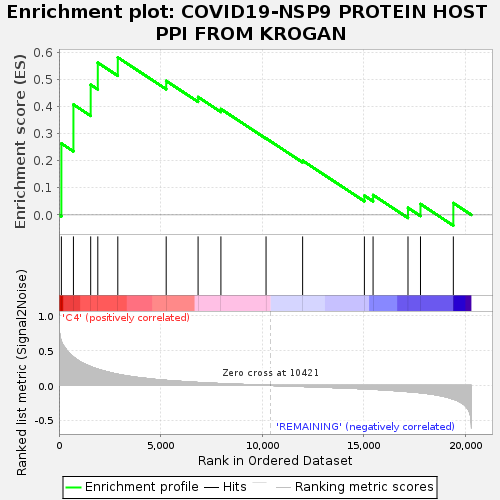 Enrichment plot: COVID19-NSP9 PROTEIN HOST
PPI FROM KROGAN
Enrichment score (ES)
0.6
0.5
0.4
0.3
0.2
0.1
0.0
Ranked list metric (Signal2Noise)
1.0
0.5
0.0
-0.5
'C4' (positively correlated)
Zero cross at 10421
'REMAINING' (negatively correlated)
0 5,000 10,000 15,000 20,000
Rank in Ordered Dataset
Enrichment profile Hits Ranking metric scores